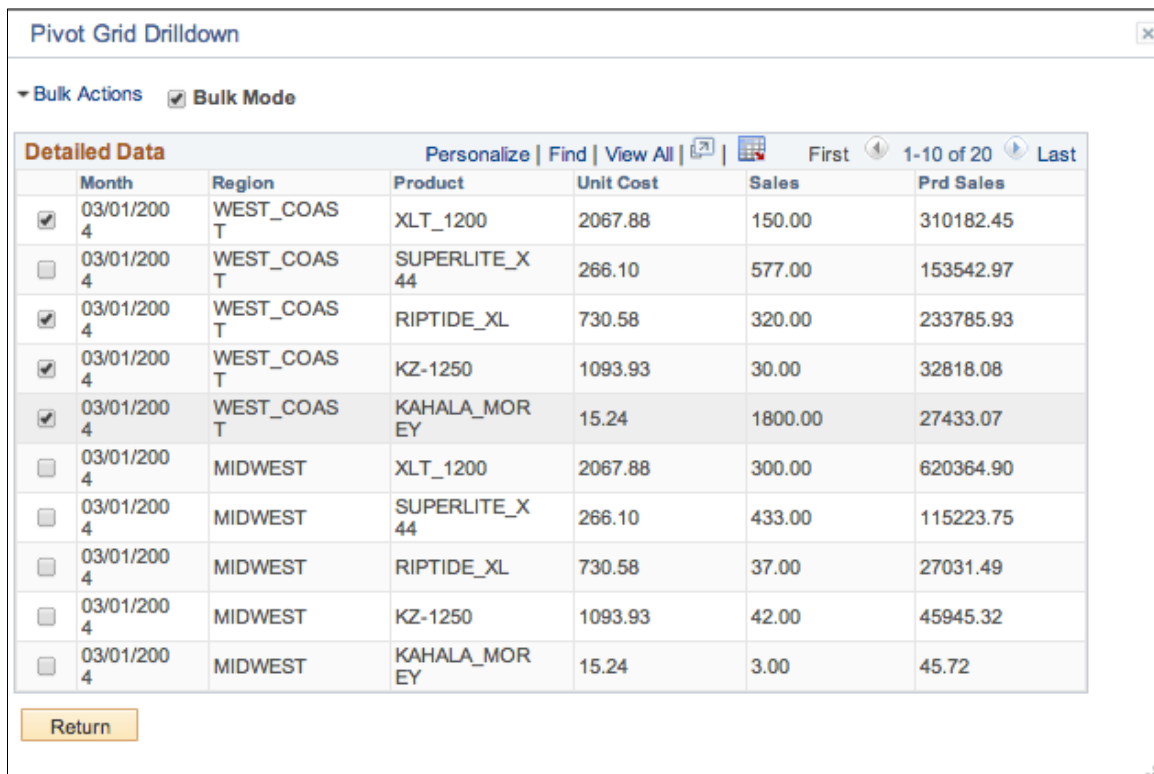 Pivot Grid Drilldown
Bulk Actions Bulk Mode
Detailed Data Personalize | Find | View All | | First 1-10 of 20 Last
Month Region Product Unit Cost Sales Prd Sales
03/01/200
4 WEST_COAS
T XLT_1200 2067.88 150.00 310182.45
03/01/200
4 WEST_COAS
T SUPERLITE_X
44 266.10 577.00 153542.97
03/01/200
4 WEST_COAS
T RIPTIDE_XL 730.58 320.00 233785.93
03/01/200
4 WEST_COAS
T KZ-1250 1093.93 30.00 32818.08
03/01/200
4 WEST_COAS
T KAHALA_MOR
EY 15.24 1800.00 27433.07
03/01/200
4 MIDWEST XLT_1200 2067.88 300.00 620364.90
03/01/200
4 MIDWEST SUPERLITE_X
44 266.10 433.00 115223.75
03/01/200
4 MIDWEST RIPTIDE_XL 730.58 37.00 27031.49
03/01/200
4 MIDWEST KZ-1250 1093.93 42.00 45945.32
03/01/200
4 MIDWEST KAHALA_MOR
EY 15.24 3.00 45.72
Return